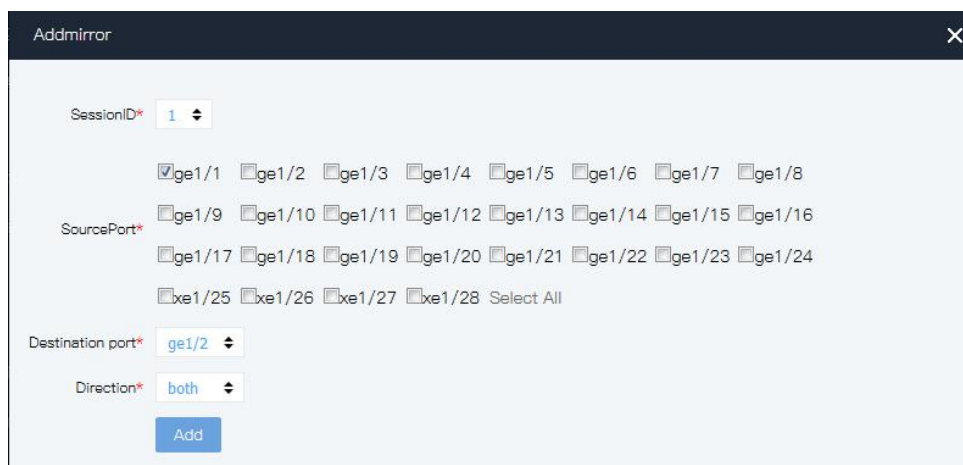 Addmirror
SessionID* 1
ge1/1 ge1/2 ge1/3 ge1/4 ge1/5 ge1/6 ge1/7 ge1/8
ge1/9 ge1/10 ge1/11 ge1/12 ge1/13 ge1/14 ge1/15 ge1/16
SourcePort*
ge1/17 ge1/18 ge1/19 ge1/20 ge1/21 ge1/22 ge1/23 ge1/24
xe1/25 xe1/26 xe1/27 xe1/28 Select All
Destination port* ge1/2
Direction* both
Add